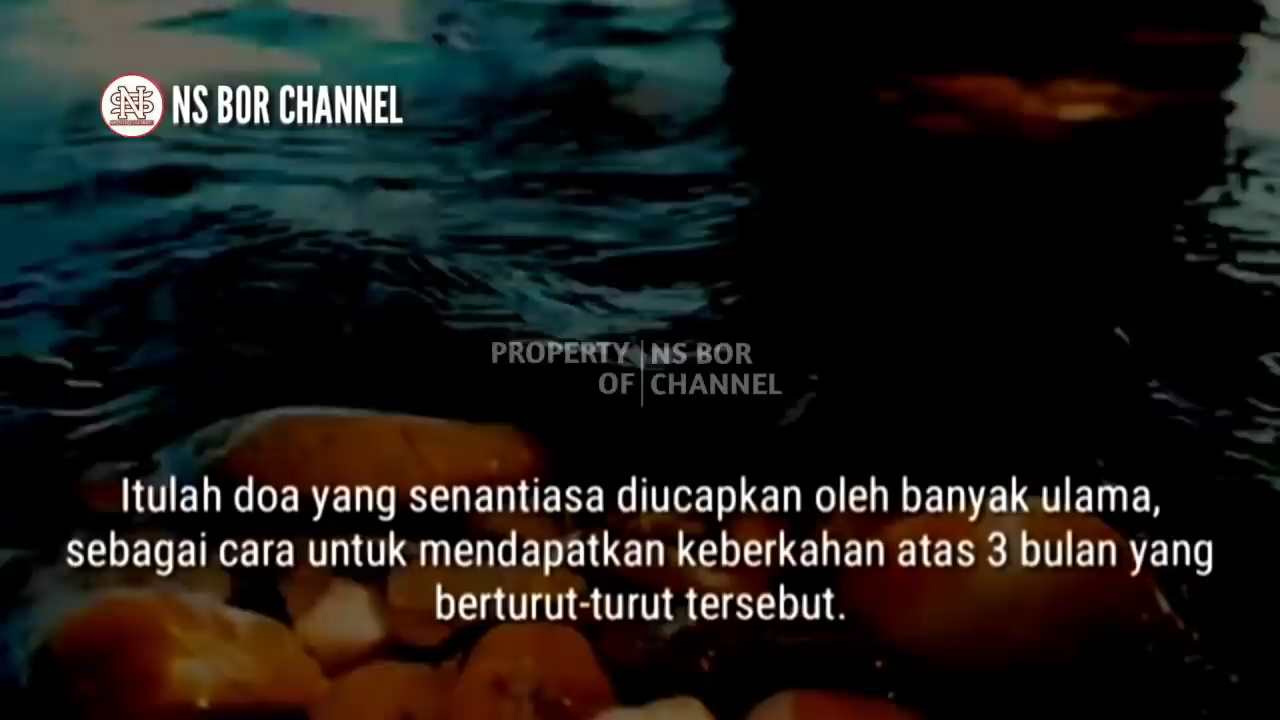 NS BOR CHANNEL
PROPERTY OF
NS BOR CHANNEL
Itulah doa yang senantiasa diucapkan oleh banyak ulama,
sebagai cara untuk mendapatkan keberkahan atas 3 bulan yang
berturut-turut tersebut.